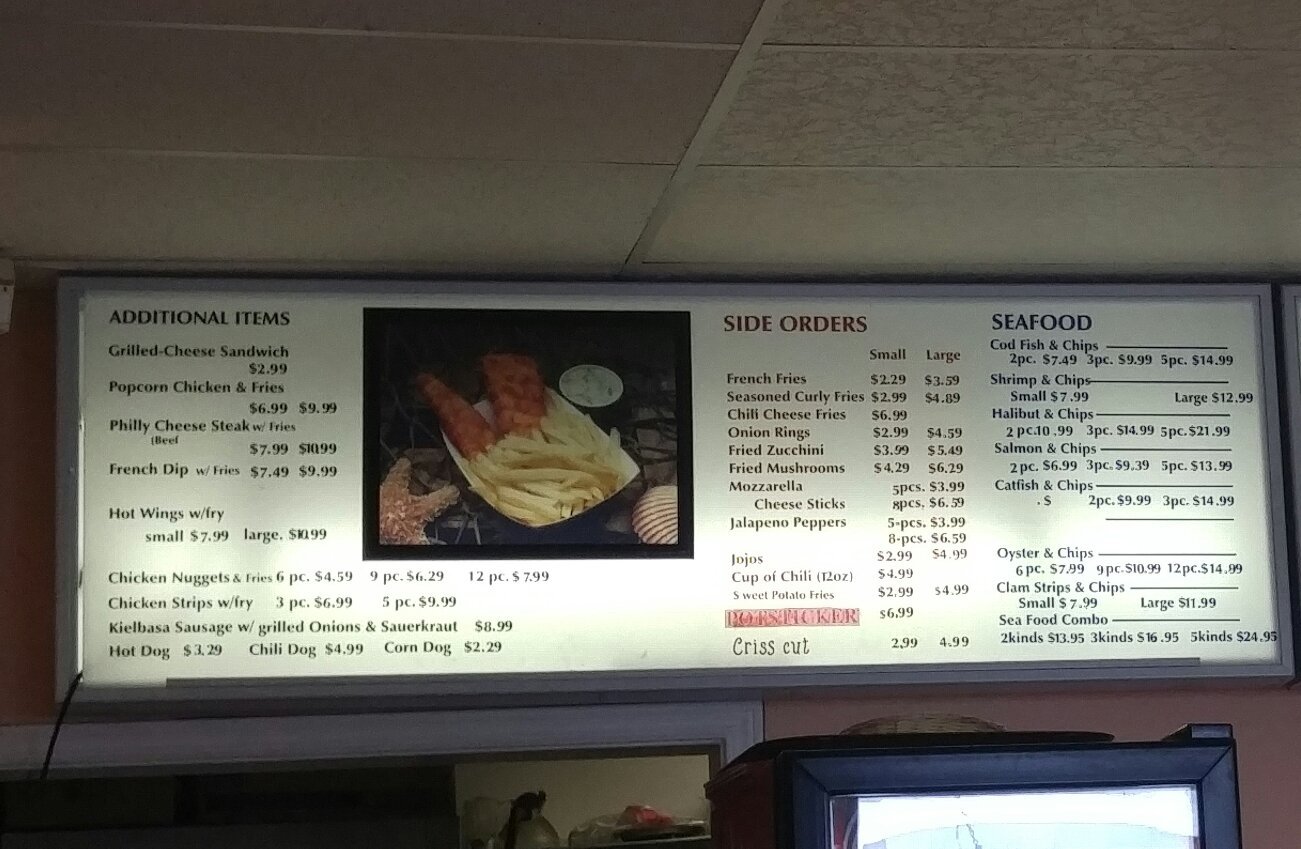 ADDITIONAL ITEMS
Grilled-Cheese Sandwich
$2.99
Popcorn Chicken & Fries
$6.99 $9.99
Philly Cheese Steak w/ Fries
(Beef
$7.99 $10.99
French Dip w/ Fries $7.49 $9.99
Hot Wings w/fry
small $7.99 large. $10.99
Chicken Nuggets & Fries 6 pc. $4.59 9 pc. $6.29 12 pc. $7.99
Chicken Strips w/fry 3 pc. $6.99 5 pc. $9.99
Kielbasa Sausage w/ grilled Onions & Sauerkraut $8.99
Hot Dog $3.29 Chili Dog $4.99 Corn Dog $2.29
SIDE ORDERS
Small Large
French Fries $2.29 $3.59
Seasoned Curly Fries $2.99 $4.89
Chili Cheese Fries $6.99
Onion Rings $2.99 $4.59
Fried Zucchini $3.99 $5.49
Fried Mushrooms $4.29 $6.29
Mozzarella 5pcs. $3.99
Cheese Sticks 8pcs. $6.59
Jalapeno Peppers 5-pcs. $3.99
8-pcs. $6.59
Jojos $2.99 $4.99
Cup of Chili (12oz) $4.99
Sweet Potato Fries $2.99 $4.99
POTSTICKER $6.99
Criss cut 2.99 4.99
SEAFOOD
Cod Fish & Chips
2pc. $7.49 3pc. $9.99 5pc. $14.99
Shrimp & Chips
Small $7.99 Large $12.99
Halibut & Chips
2 pc.10.99 3pc. $14.99 5pc. $21.99
Salmon & Chips
2pc. $6.99 3pc. $9.39 5pc. $13.99
Catfish & Chips
. $ 2pc. $9.99 3pc. $14.99
Oyster & Chips
6 pc. $7.99 9 pc. $10.99 12pc. $14.99
Clam Strips & Chips
Small $7.99 Large $11.99
Sea Food Combo
2kinds $13.95 3kinds $16.95 5kinds $24.95